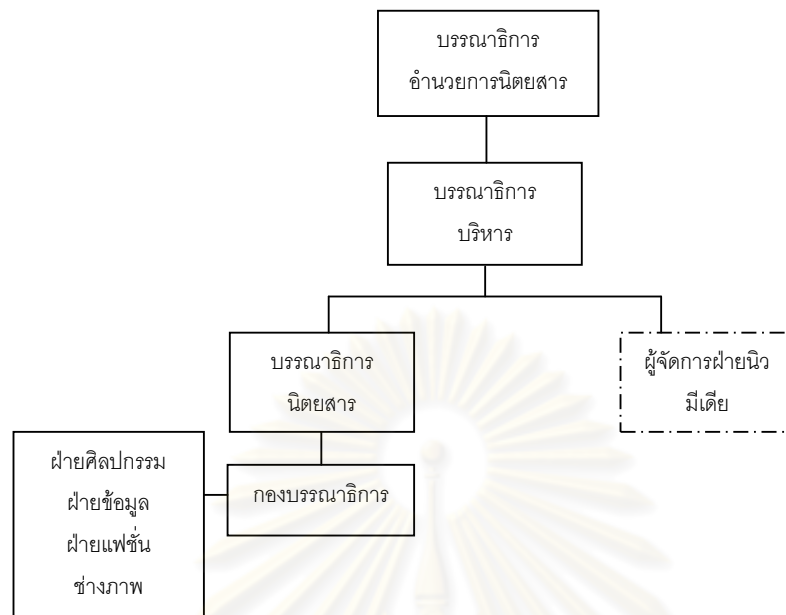 บรรณาธิการ
อำนวยการนิตยสาร
บรรณาธิการ
บริหาร
บรรณาธิการ
นิตยสาร
ผู้จัดการฝ่ายนิว
มีเดีย
ฝ่ายศิลปกรรม
ฝ่ายข้อมูล
ฝ่ายแฟชั่น
ช่างภาพ
กองบรรณาธิการ